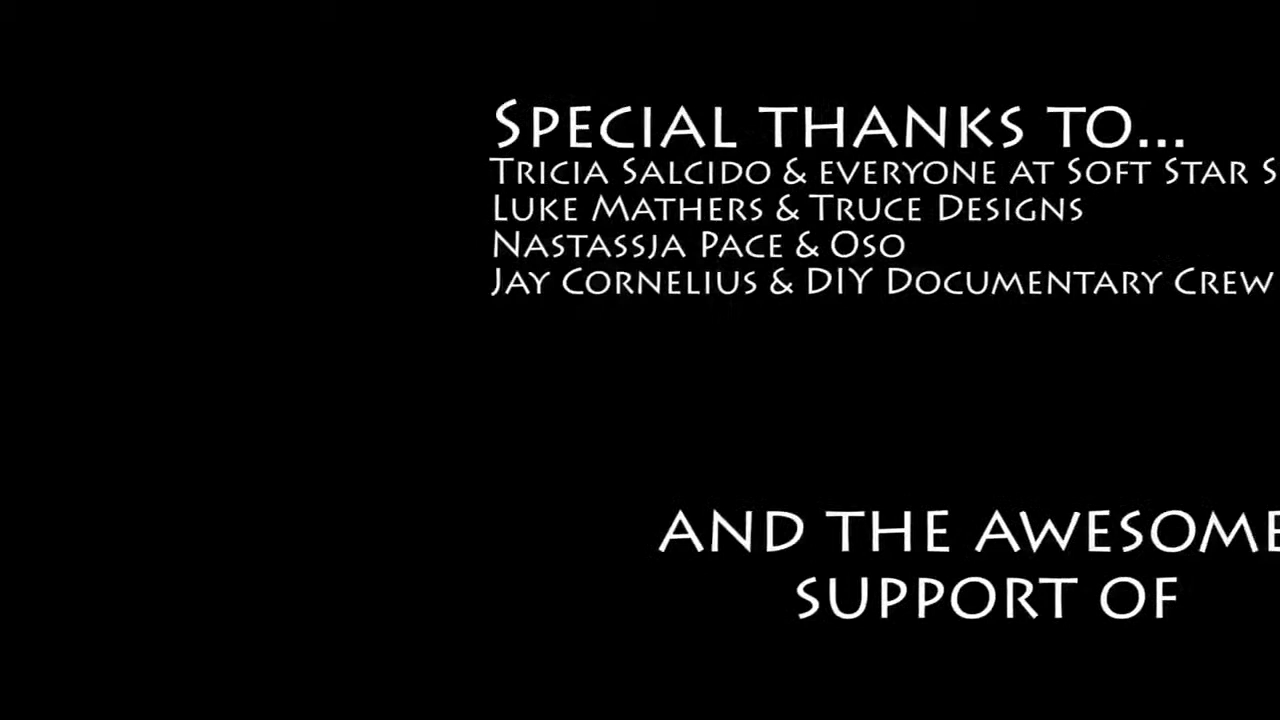 SPECIAL THANKS TO...
TRICIA SALCIDO & EVERYONE AT SOFT STAR S
LUKE MATHERS & TRUCE DESIGNS
NASTASSJA PACE & OSO
JAY CORNELIUS & DIY DOCUMENTARY CREW
AND THE AWESOME
SUPPORT OF